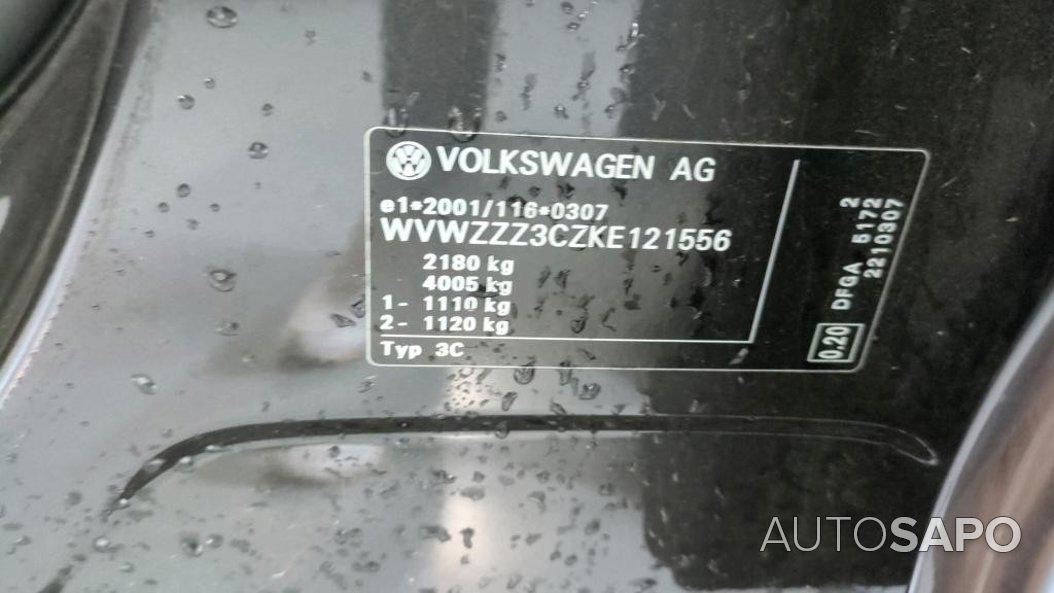 VOLKSWAGEN AG
e1*2001/116*0307
WVWZZZ3CZKE121556
2180 kg
4005 kg
1- 1110 kg
2- 1120 kg
Typ 3C
0.20
DFGA 5172 2
2210307
AUTOSAPO